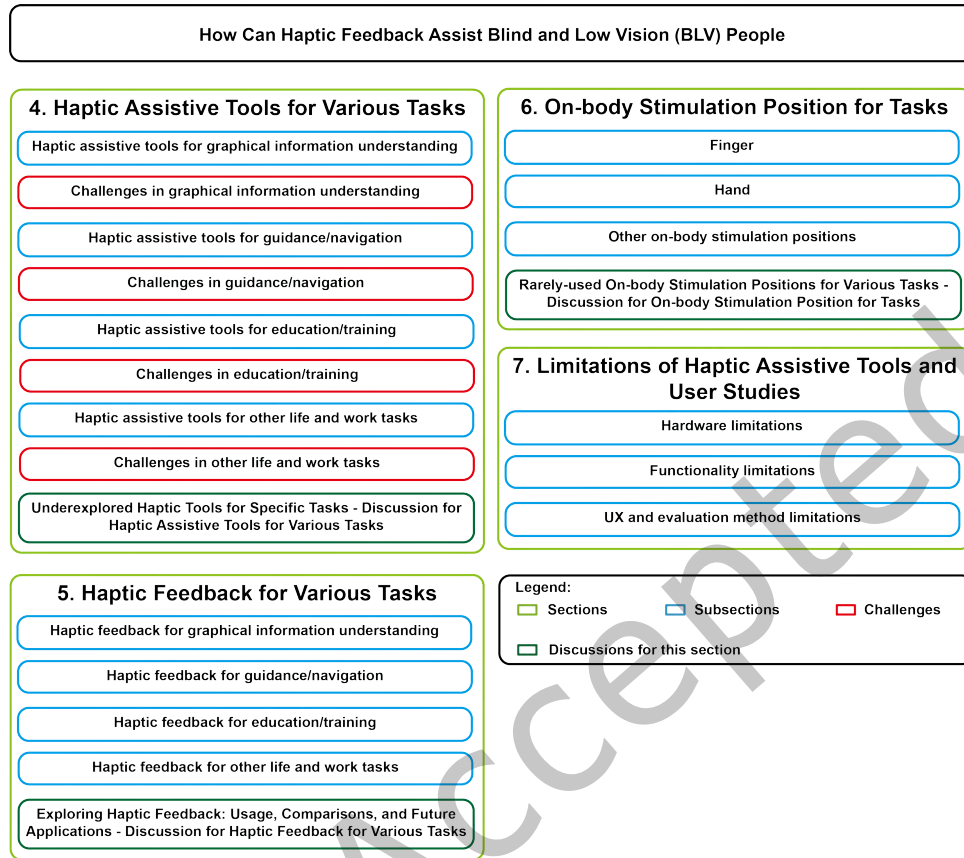 How Can Haptic Feedback Assist Blind and Low Vision (BLV) People
4. Haptic Assistive Tools for Various Tasks
Haptic assistive tools for graphical information understanding
Challenges in graphical information understanding
Haptic assistive tools for guidance/navigation
Challenges in guidance/navigation
Haptic assistive tools for education/training
Challenges in education/training
Haptic assistive tools for other life and work tasks
Challenges in other life and work tasks
Underexplored Haptic Tools for Specific Tasks - Discussion for
Haptic Assistive Tools for Various Tasks
5. Haptic Feedback for Various Tasks
Haptic feedback for graphical information understanding
Haptic feedback for guidance/navigation
Haptic feedback for education/training
Haptic feedback for other life and work tasks
Exploring Haptic Feedback: Usage, Comparisons, and Future
Applications - Discussion for Haptic Feedback for Various Tasks
6. On-body Stimulation Position for Tasks
Finger
Hand
Other on-body stimulation positions
Rarely-used On-body Stimulation Positions for Various Tasks -
Discussion for On-body Stimulation Position for Tasks
7. Limitations of Haptic Assistive Tools and
User Studies
Hardware limitations
Functionality limitations
UX and evaluation method limitations
Legend:
Sections
Subsections
Challenges
Discussions for this section
Accepted